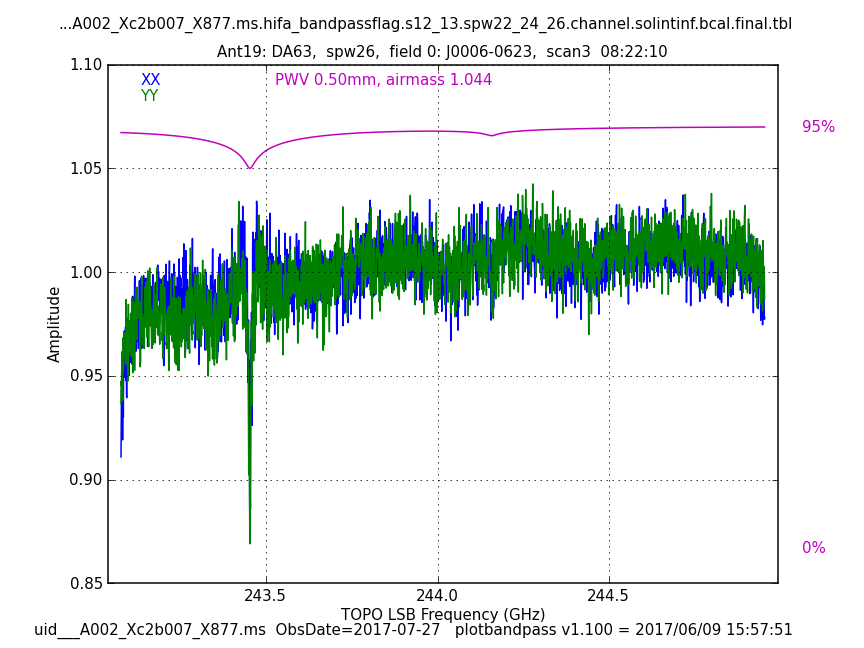 ...A002_Xc2b007_X877.ms.hifa_bandpassflag.s12_13.spw22_24_26.channel.solintinf.bcal.final.tbl
Ant19: DA63,  spw26,  field 0: J0006-0623,  scan3  08:22:10
1.10
XX
PWV 0.50mm, airmass 1.044
YY
95%
1.05
1.00
Amplitude
0.95
0.90
0%
0.85
243.5
244.0
244.5
TOPO LSB Frequency (GHz)
uid___A002_Xc2b007_X877.ms  ObsDate=2017-07-27   plotbandpass v1.100 = 2017/06/09 15:57:51